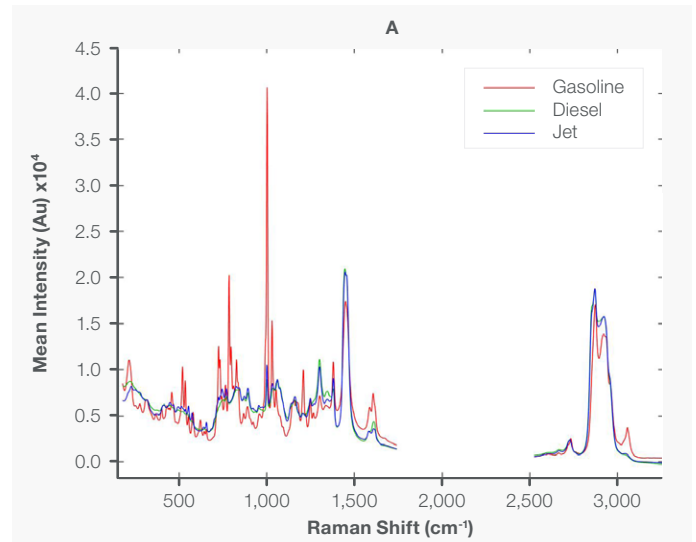 A
4.5
4.0
3.5
3.0
2.5
2.0
1.5
1.0
0.5
0.0
Mean Intensity (Au) x10⁴
Gasoline
Diesel
Jet
500 1,000 1,500 2,000 2,500 3,000
Raman Shift (cm⁻¹)